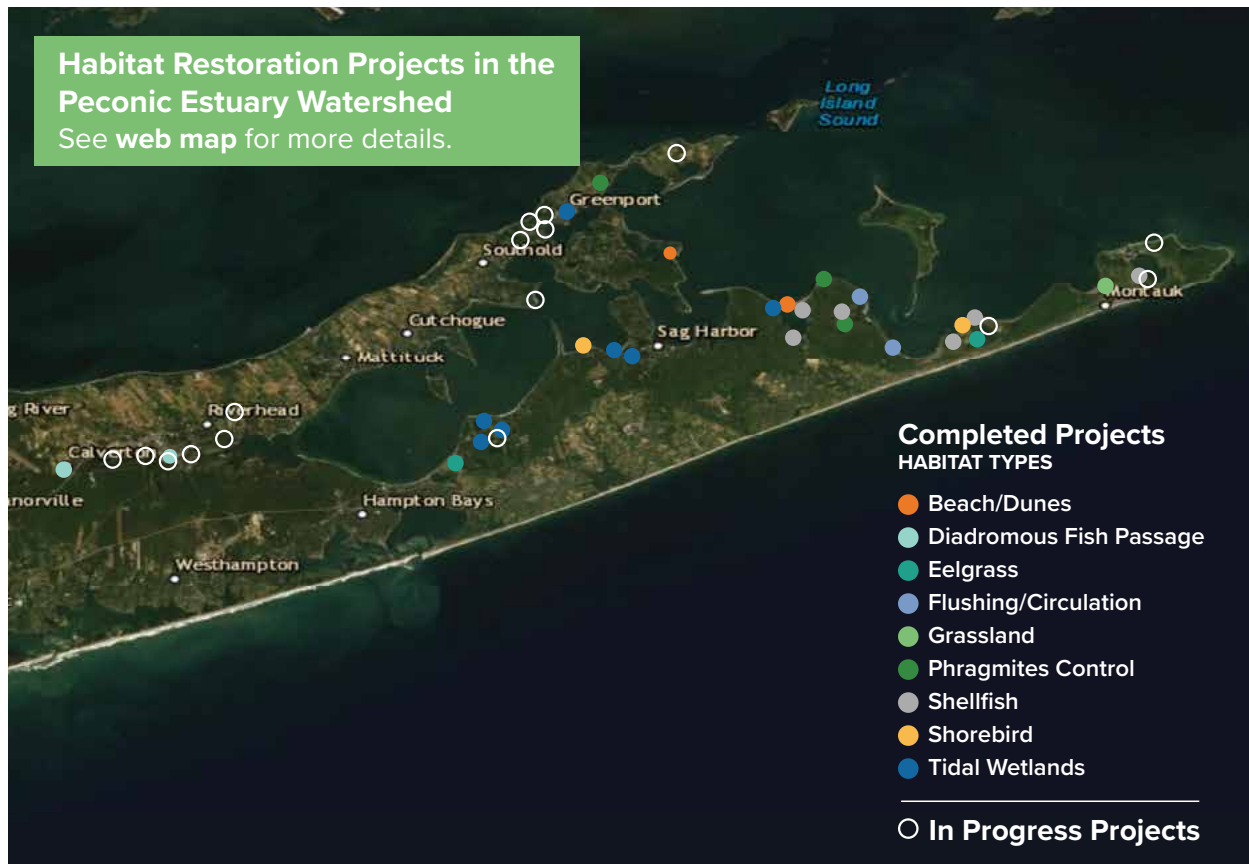 Habitat Restoration Projects in the
Peconic Estuary Watershed
See web map for more details.
Long
Island
Sound
Greenport
Southold
Cutchogue
Sag Harbor
Montauk
Mattituck
g River
Riverhead
Calverton
norville
Hampton Bays
Westhampton
Completed Projects
HABITAT TYPES
Beach/Dunes
Diadromous Fish Passage
Eelgrass
Flushing/Circulation
Grassland
Phragmites Control
Shellfish
Shorebird
Tidal Wetlands
In Progress Projects